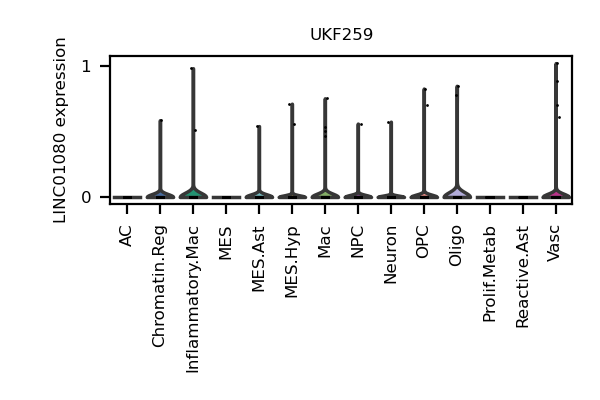 UKF259
LINC01080 expression
1
0
AC
Chromatin.Reg
Inflammatory.Mac
MES
MES.Ast
MES.Hyp
Mac
NPC
Neuron
OPC
Oligo
Prolif.Metab
Reactive.Ast
Vasc